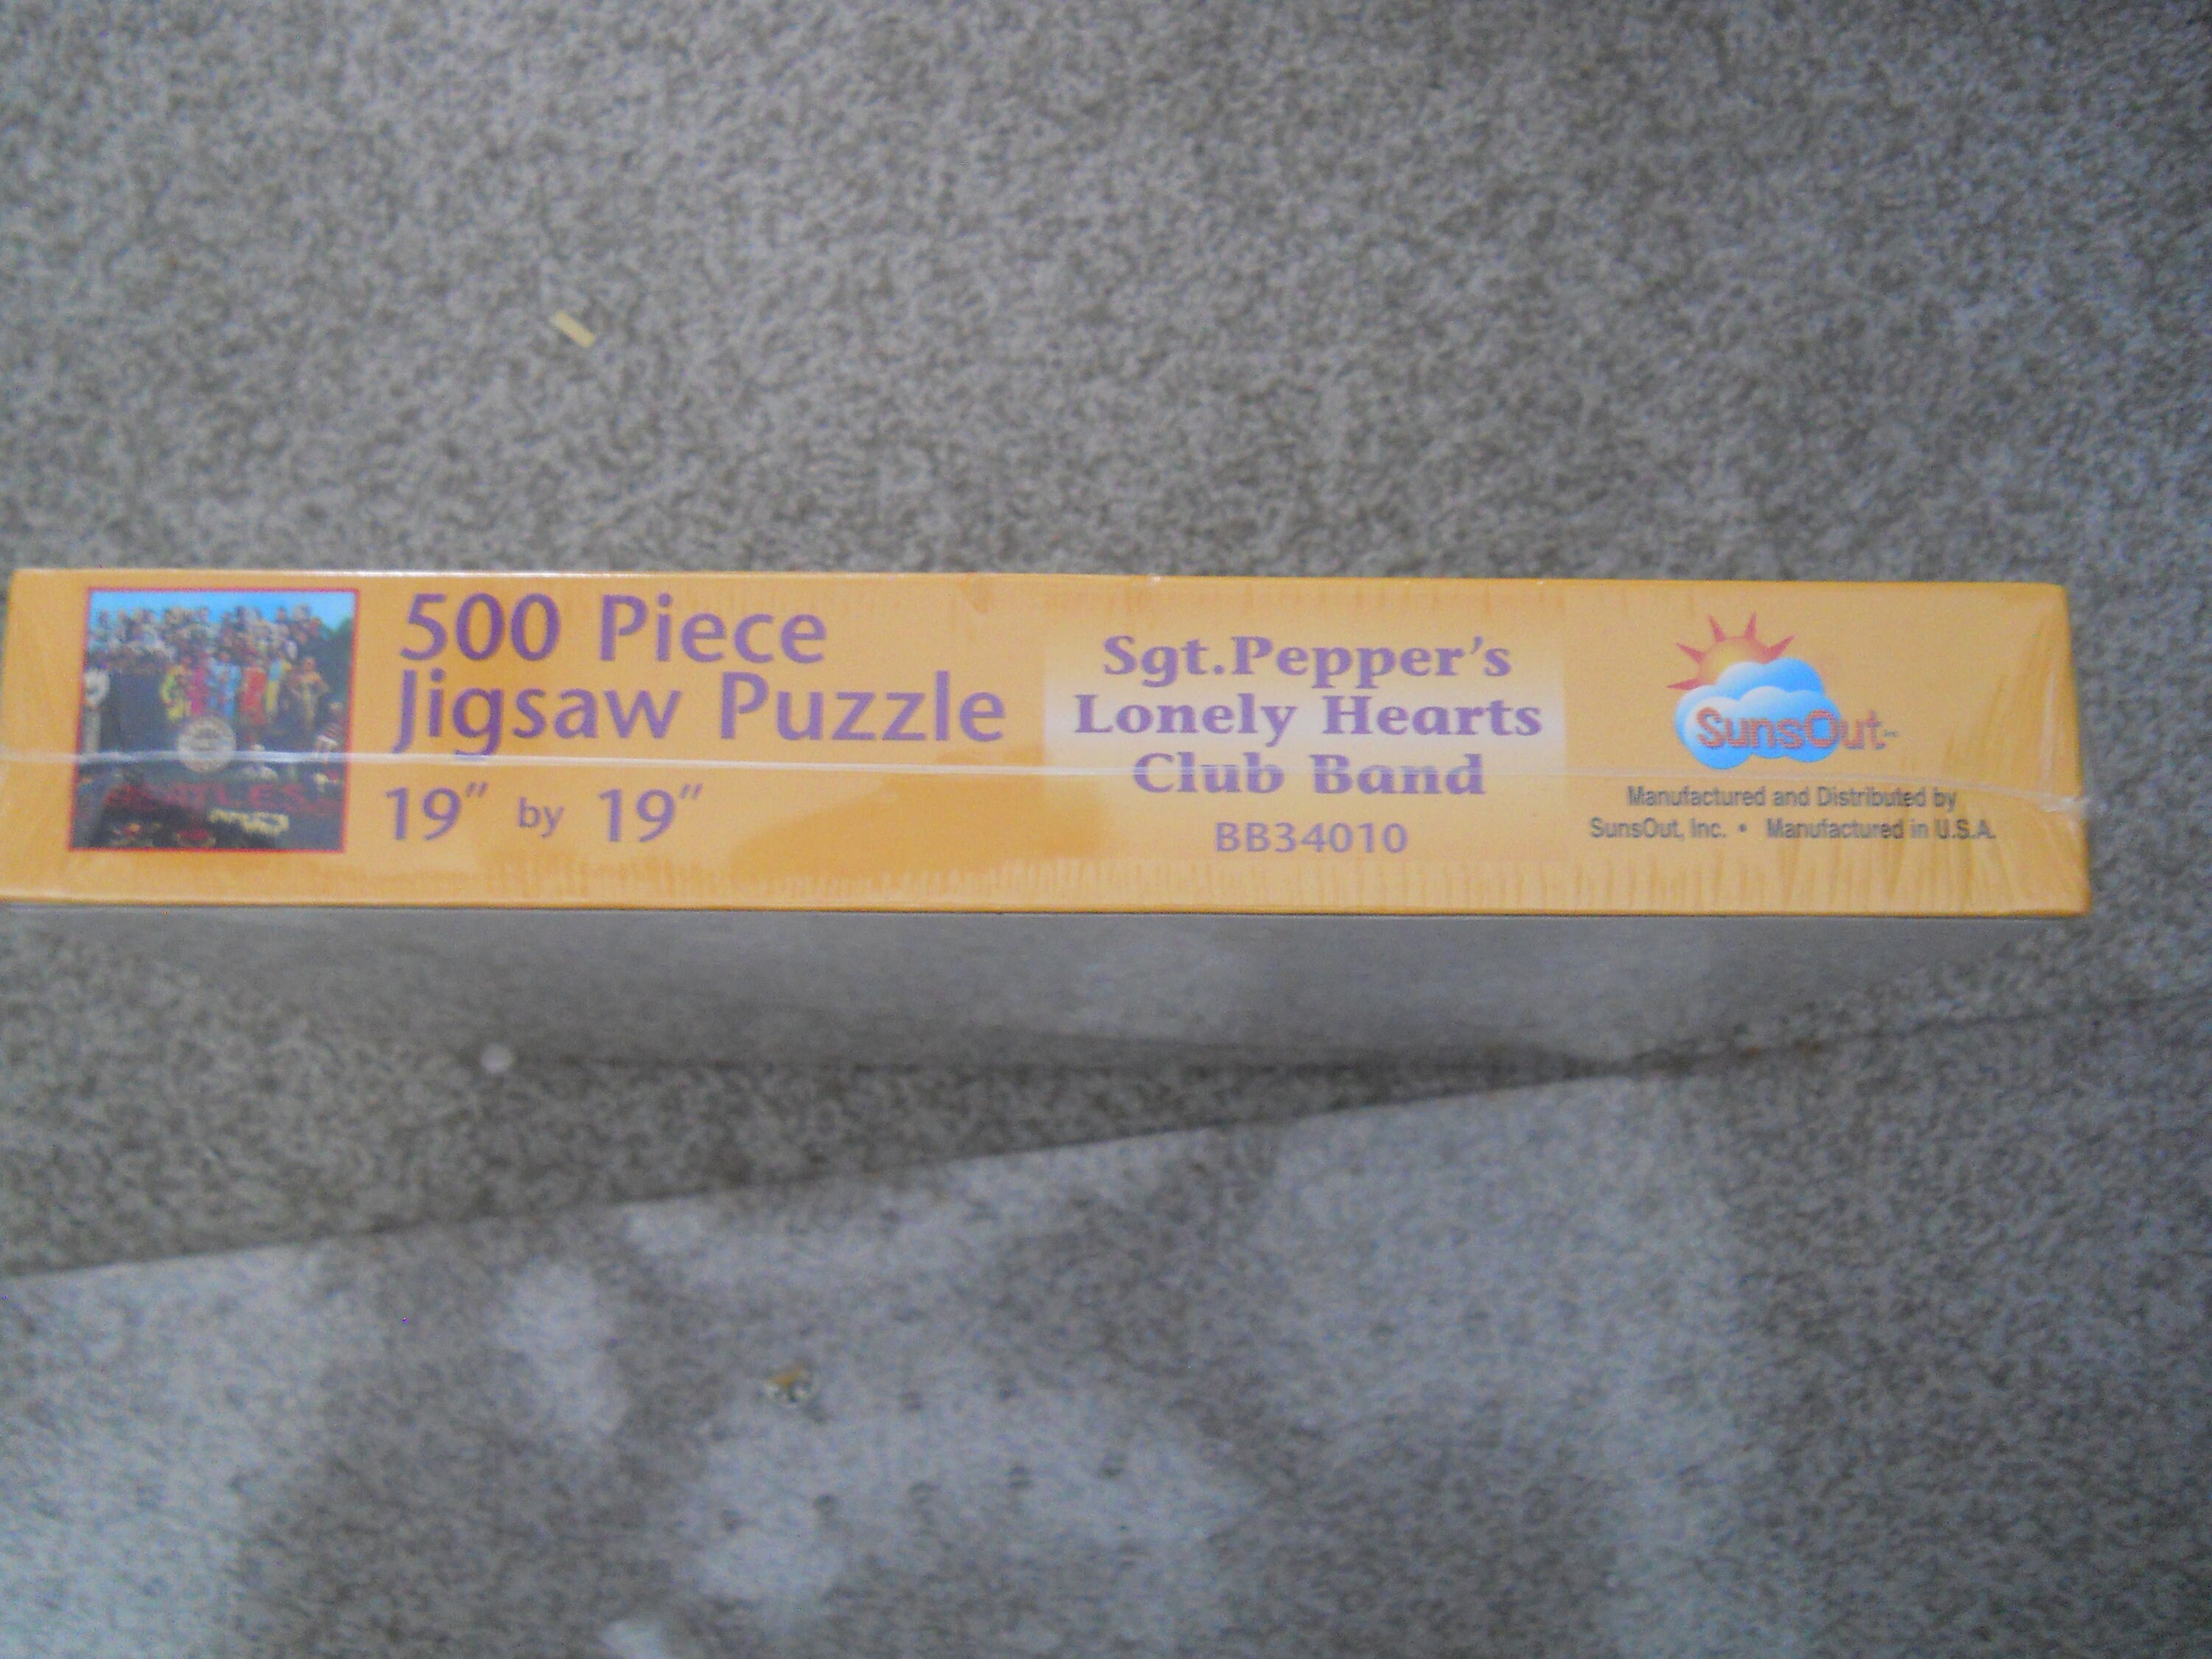 500 Piece
Jigsaw Puzzle
19" by 19"
Sgt.Pepper's
Lonely Hearts
Club Band
BB34010
SunsOut™
Manufactured and Distributed by
SunsOut, Inc. • Manufactured in U.S.A.